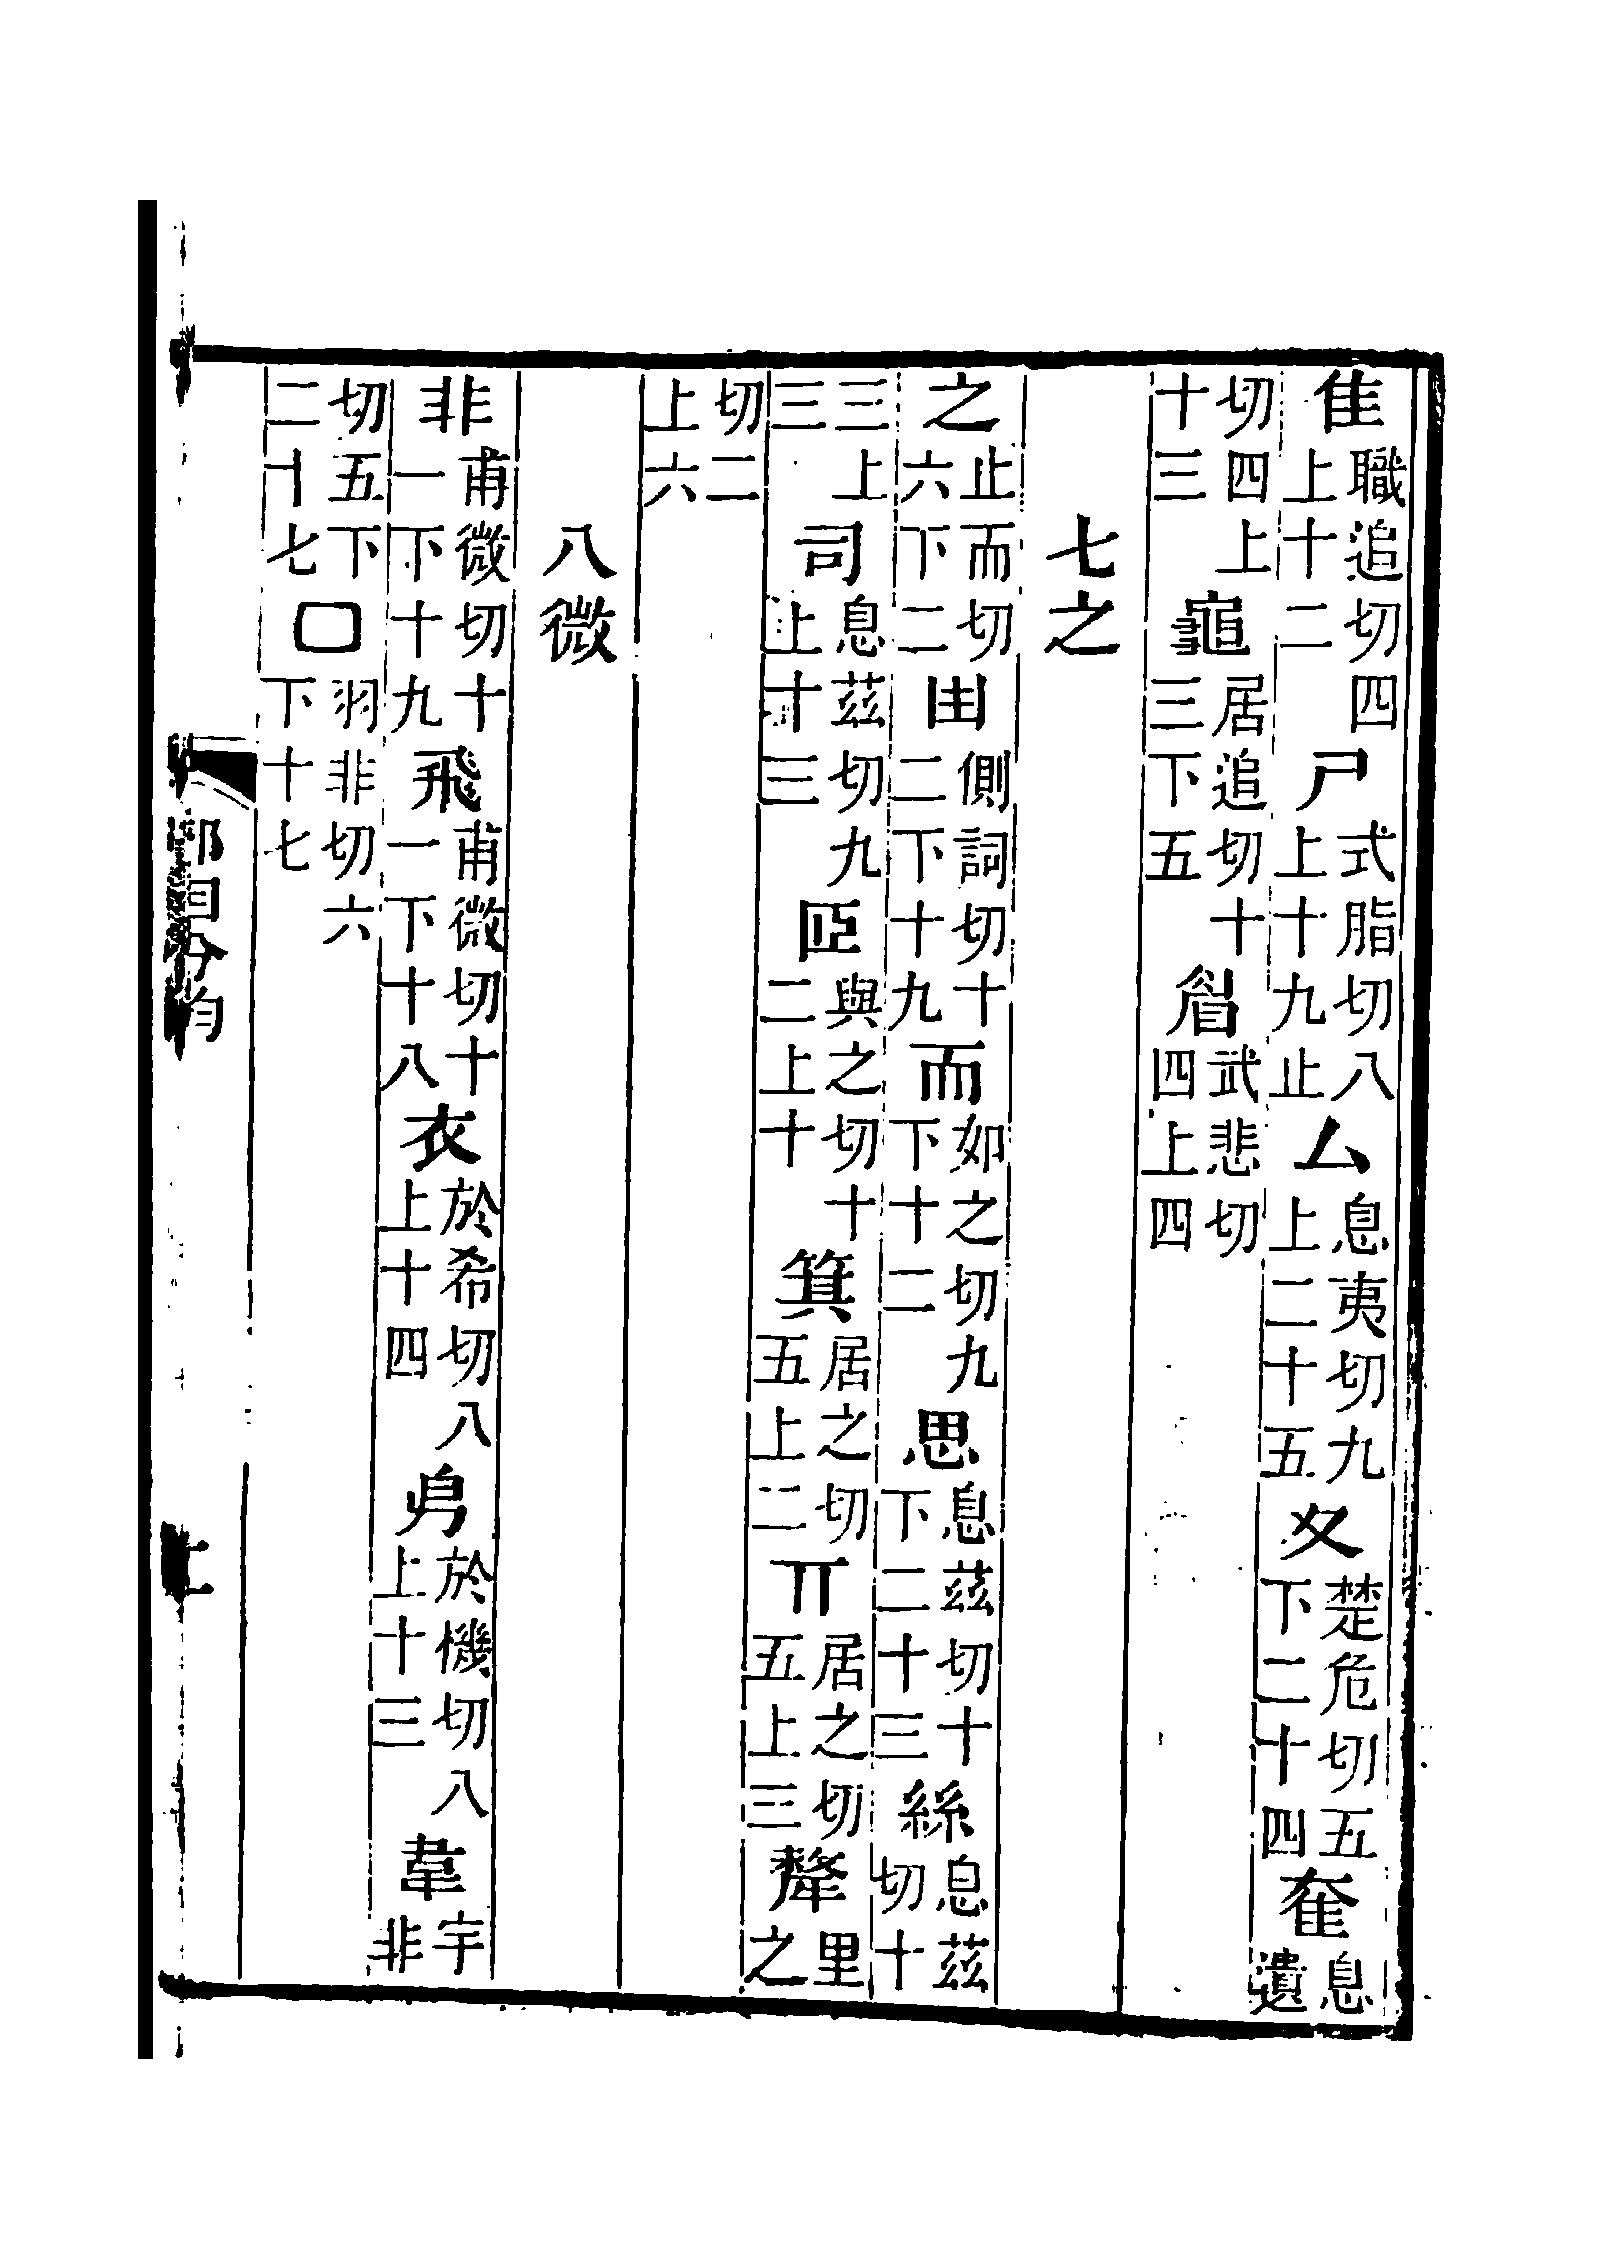 隹職追切四上十二尸式脂切八上十九止厶息夷切九上二十五夊楚危切五下二十四奞息遺
切四上十三龜居追切十三下五眉武悲切四上四
七之
之止而切六下二甾側詞切十二下十九而如之切九下十二思息茲切十下二十三絲息茲切十
三上三司息茲切九上十三𦣞與之切十二上十箕居之切五上二丌居之切五上三犛里之
切二上六
八微
非甫微切十一下十九飛甫微切十一下十八衣於希切八上十四㐆於機切八上十三韋宇非
切五下二十七囗羽非切六下十七